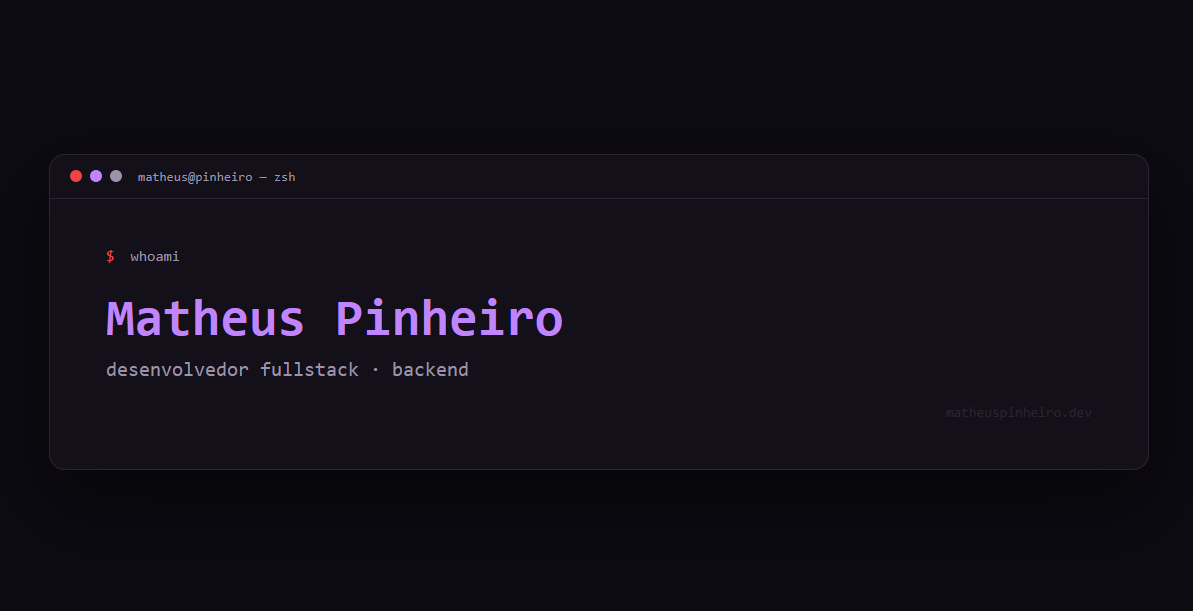 matheus@pinheiro — zsh
$ whoami
Matheus Pinheiro
desenvolvedor fullstack · backend
matheuspinheiro.dev